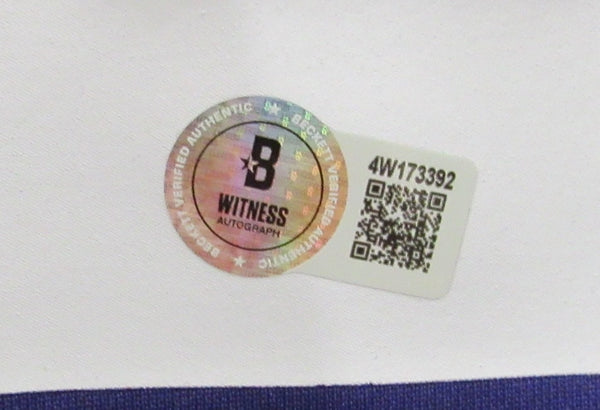 BECKETT VERIFIED AUTHENTIC ★ BECKETT VERIFIED AUTHENTIC ★
B
WITNESS
AUTOGRAPH
4W173392